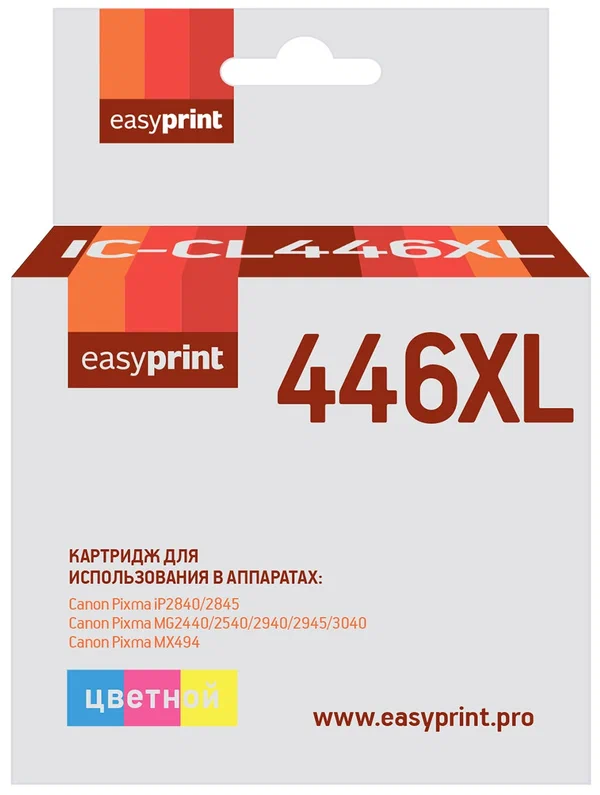 easyprint
IC-CL446XL
easyprint
446XL
КАРТРИДЖ ДЛЯ
ИСПОЛЬЗОВАНИЯ В АППАРАТАХ:
Canon Pixma iP2840/2845
Canon Pixma MG2440/2540/2940/2945/3040
Canon Pixma MX494
цветной
www.easyprint.pro